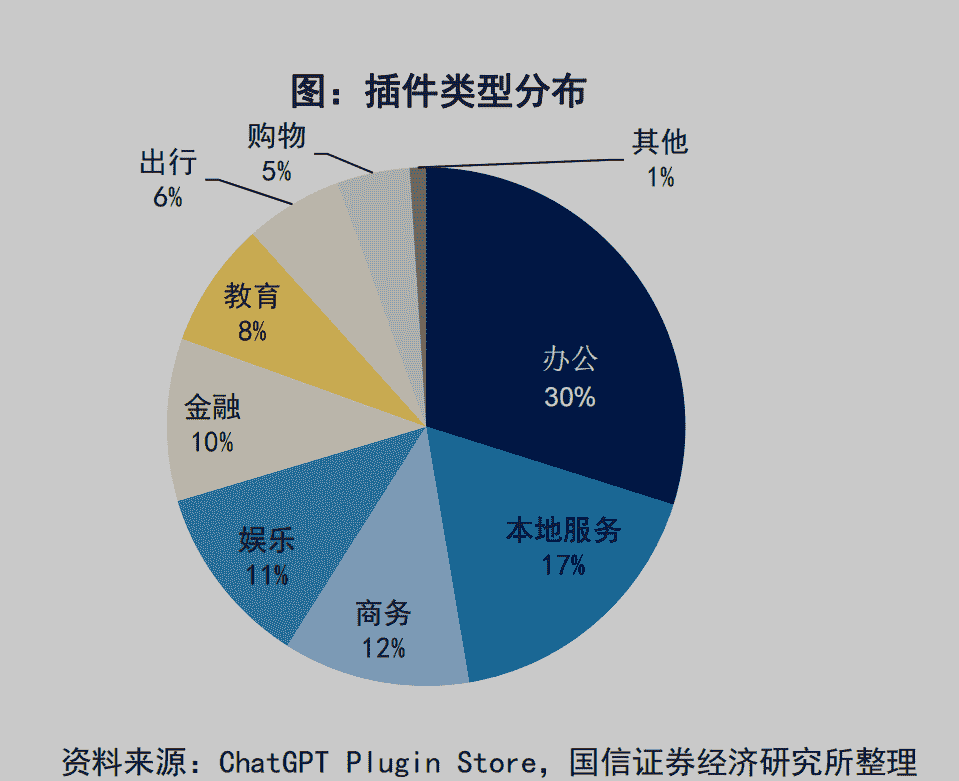 图：插件类型分布
购物
5%
其他
1%
出行
6%
教育
8%
办公
30%
金融
10%
本地服务
17%
娱乐
11%
商务
12%
资料来源：ChatGPT Plugin Store，国信证券经济研究所整理